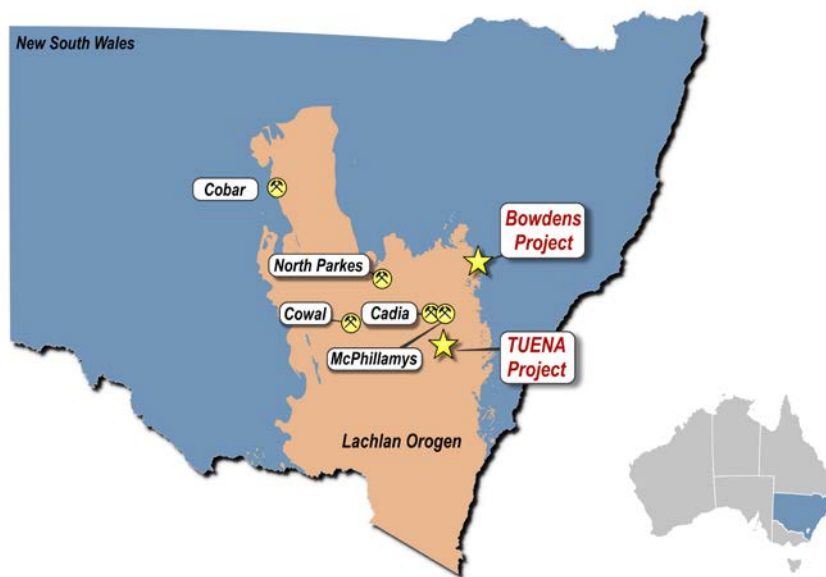 New South Wales
Cobar
Bowdens
Project
North Parkes
Cowal
Cadia
McPhillamys
TUENA
Project
Lachlan Orogen